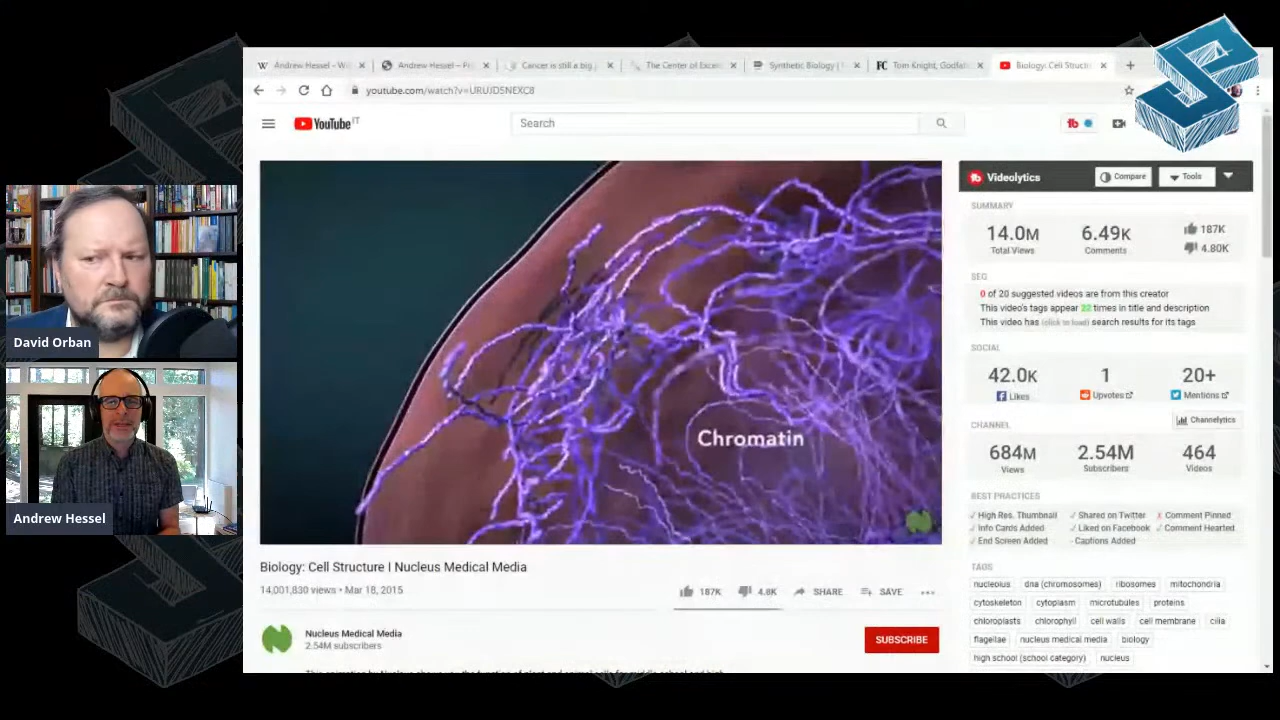 Andrew Hessel - Wi
Andrew Hessel – Pr
Cancer is still a big
The Center of Excel
Synthetic Biology |
FC Tom Knight, Godfat
Biology: Cell Structu
youtube.com/watch?v=URUJD5NEXC8
YouTube IT
Search
Videolytics
Compare
Tools
SUMMARY
14.0M
6.49K
187K
Total Views
Comments
4.80K
SEO
0 of 20 suggested videos are from this creator
This video's tags appear 22 times in title and description
This video has (click to load) search results for its tags
SOCIAL
42.0K
1
20+
Likes
Upvotes
Mentions
Channelytics
CHANNEL
684M
2.54M
464
Views
Subscribers
Videos
BEST PRACTICES
High Res. Thumbnail
Shared on Twitter
Comment Pinned
Info Cards Added
Liked on Facebook
Comment Hearted
End Screen Added
Captions Added
TAGS
nucleolus
dna (chromosomes)
ribosomes
mitochondria
cytoskeleton
cytoplasm
microtubules
proteins
chloroplasts
chlorophyll
cell walls
cell membrane
cilia
flagellae
nucleus medical media
biology
high school (school category)
nucleus
Chromatin
Biology: Cell Structure I Nucleus Medical Media
14,001,830 views • Mar 18, 2015
187K
4.8K
SHARE
SAVE
Nucleus Medical Media
2.54M subscribers
SUBSCRIBE
David Orban
Andrew Hessel